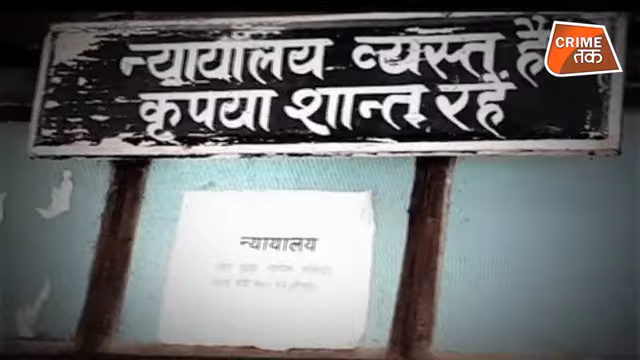 न्यायालय व्यस्त है
कृपया शान्त रहें
CRIME
तक
न्यायालय